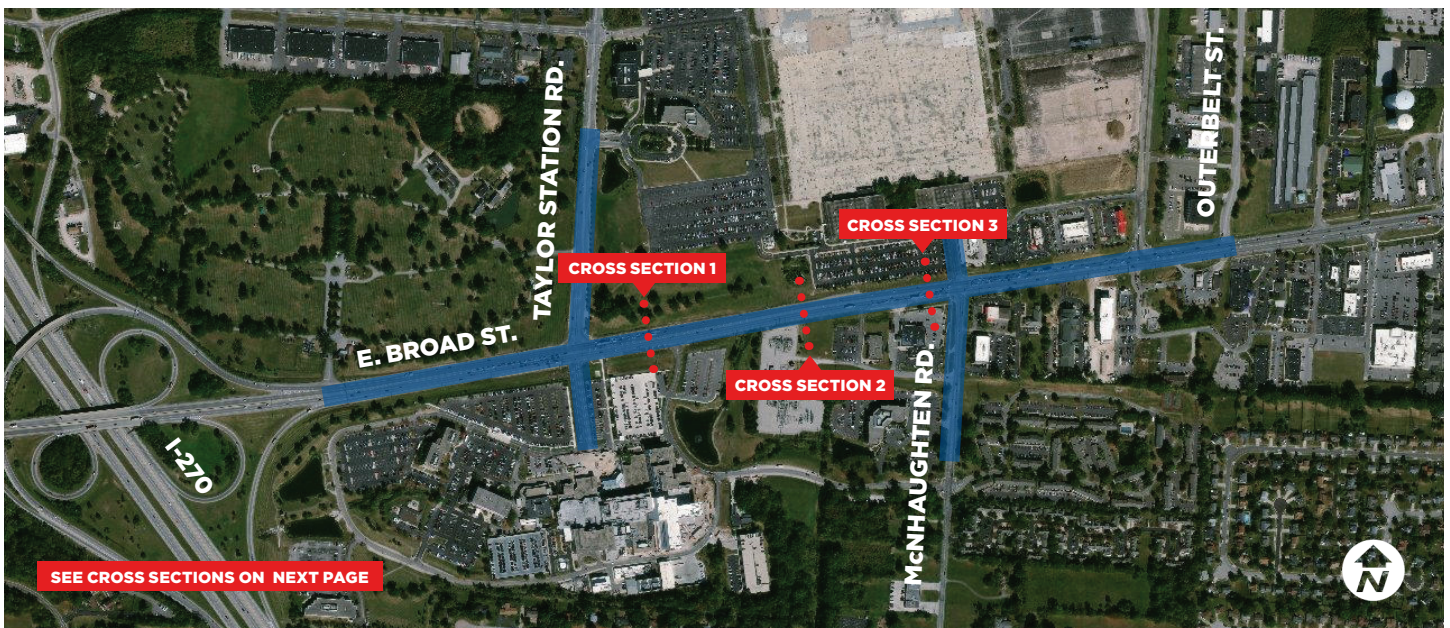 TAYLOR STATION RD.
OUTERBELT ST.
CROSS SECTION 3
CROSS SECTION 1
E. BROAD ST.
CROSS SECTION 2
McNHAUGHTEN RD.
I-270
SEE CROSS SECTIONS ON NEXT PAGE
N